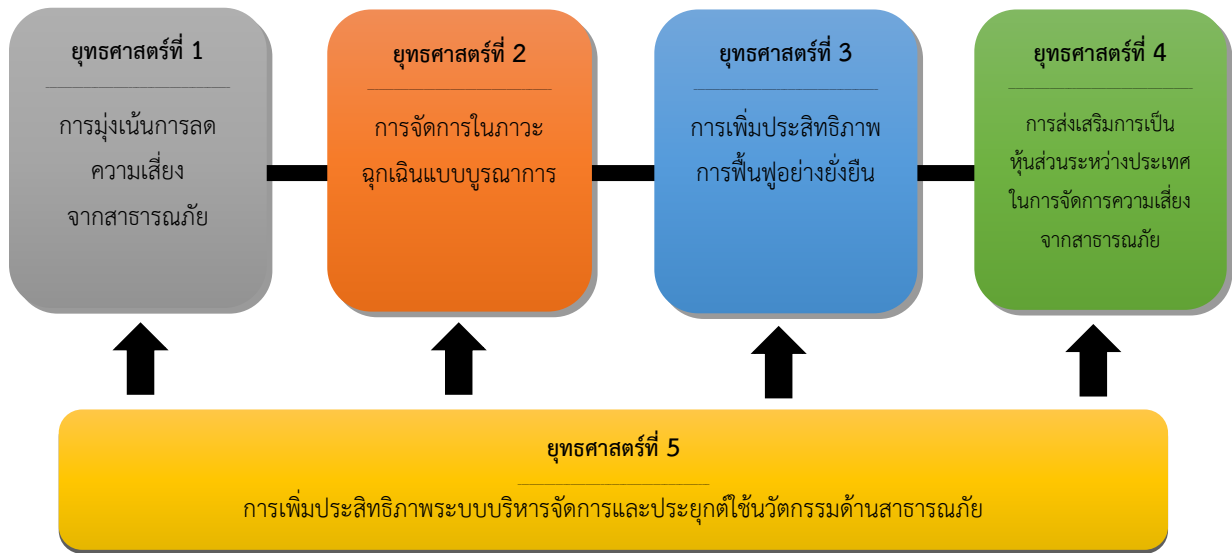 ยุทธศาสตร์ที่ 1
การมุ่งเน้นการลด
ความเสี่ยง
จากสาธารณภัย
ยุทธศาสตร์ที่ 2
การจัดการในภาวะ
ฉุกเฉินแบบบูรณาการ
ยุทธศาสตร์ที่ 3
การเพิ่มประสิทธิภาพ
การฟื้นฟูอย่างยั่งยืน
ยุทธศาสตร์ที่ 4
การส่งเสริมการเป็น
หุ้นส่วนระหว่างประเทศ
ในการจัดการความเสี่ยง
จากสาธารณภัย
ยุทธศาสตร์ที่ 5
การเพิ่มประสิทธิภาพระบบบริหารจัดการและประยุกต์ใช้นวัตกรรมด้านสาธารณภัย